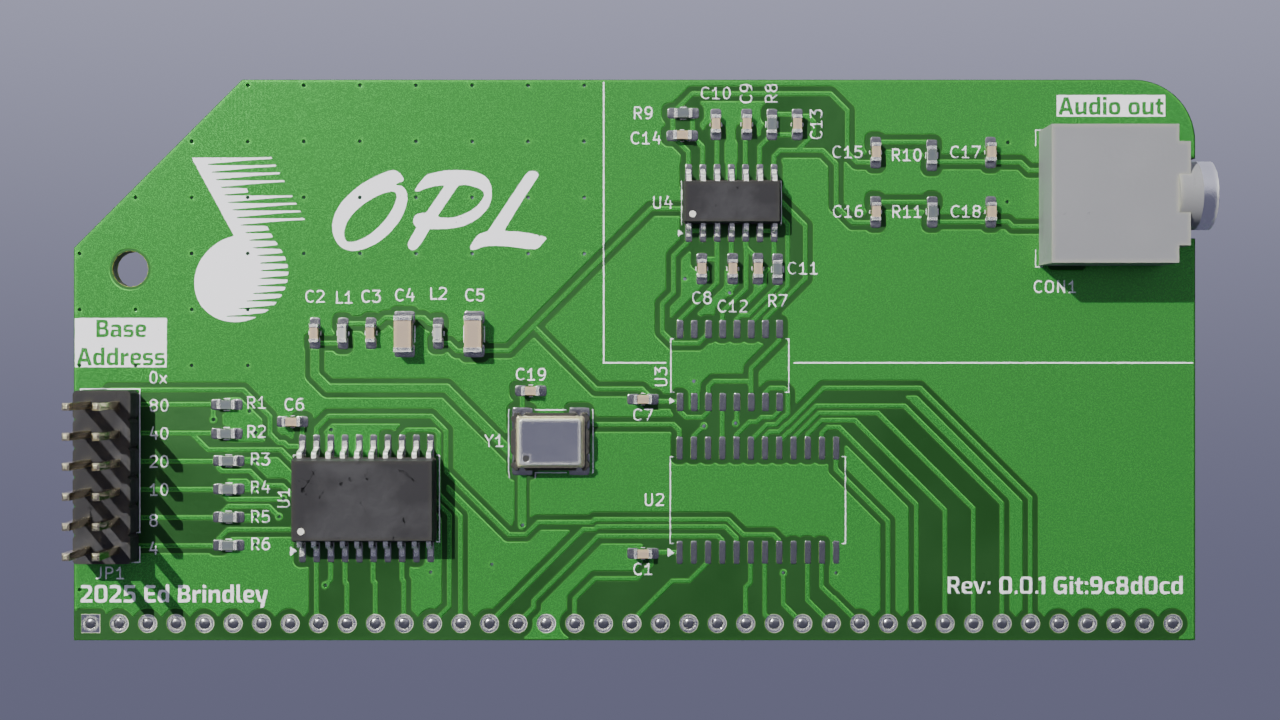 C10
C9
R8
R9
C13
C14
Audio out
C15
R10
C17
U4
C16
R11
C18
OPL
C11
C8
C12
R7
CON1
C2
L1
C3
C4
L2
C5
Base
Address
0x
80
40
20
10
8
4
R1
R2
R3
R4
R5
R6
C6
U1
C19
Y1
C7
U3
U2
C1
JP1
2025 Ed Brindley
Rev: 0.0.1 Git:9c8d0cd